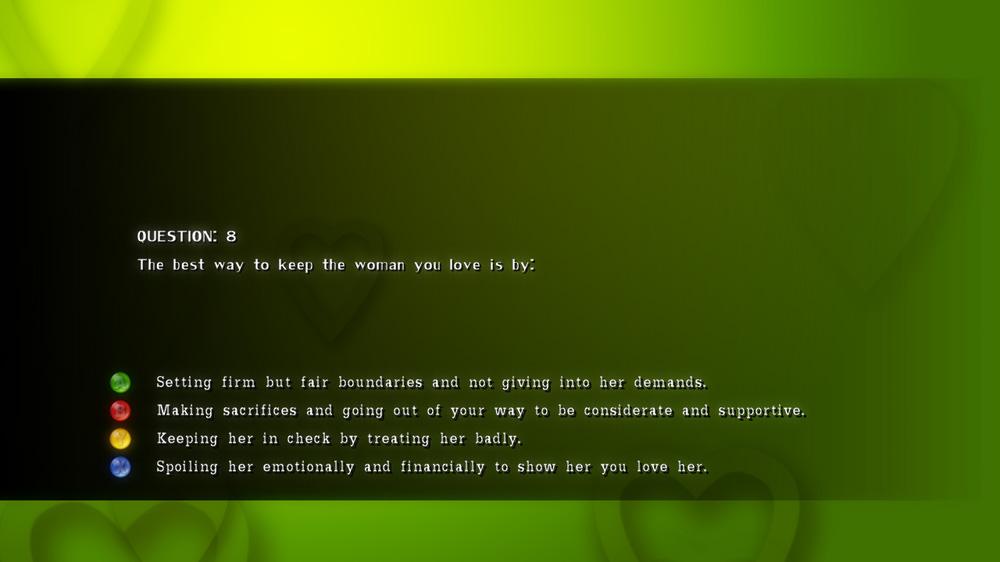 QUESTION: 8
The best way to keep the woman you love is by:
Setting firm but fair boundaries and not giving into her demands.
Making sacrifices and going out of your way to be considerate and supportive.
Keeping her in check by treating her badly.
Spoiling her emotionally and financially to show her you love her.